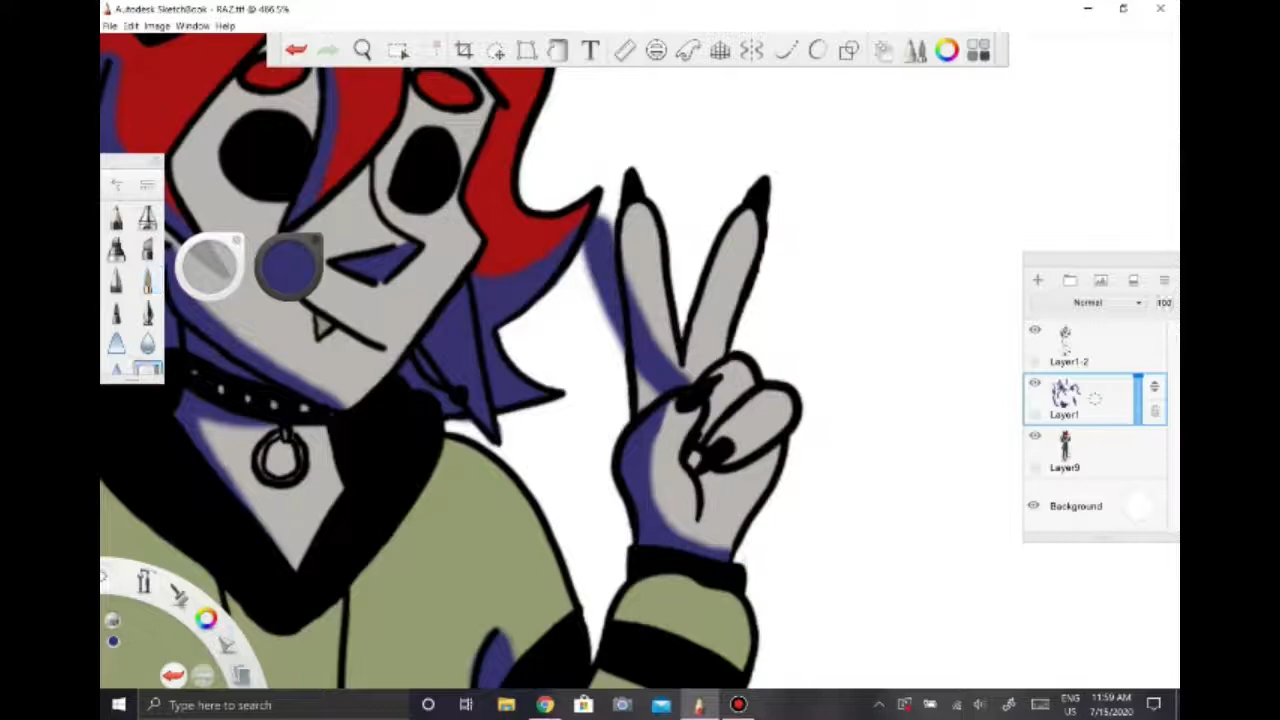 Autodesk SketchBook - RAZ.tiff @ 466.5%
File Edit Image Window Help
T
Normal 100
Layer1-2
Layer1
Layer9
Background
Type here to search
ENG
US
11:59 AM
7/15/2020